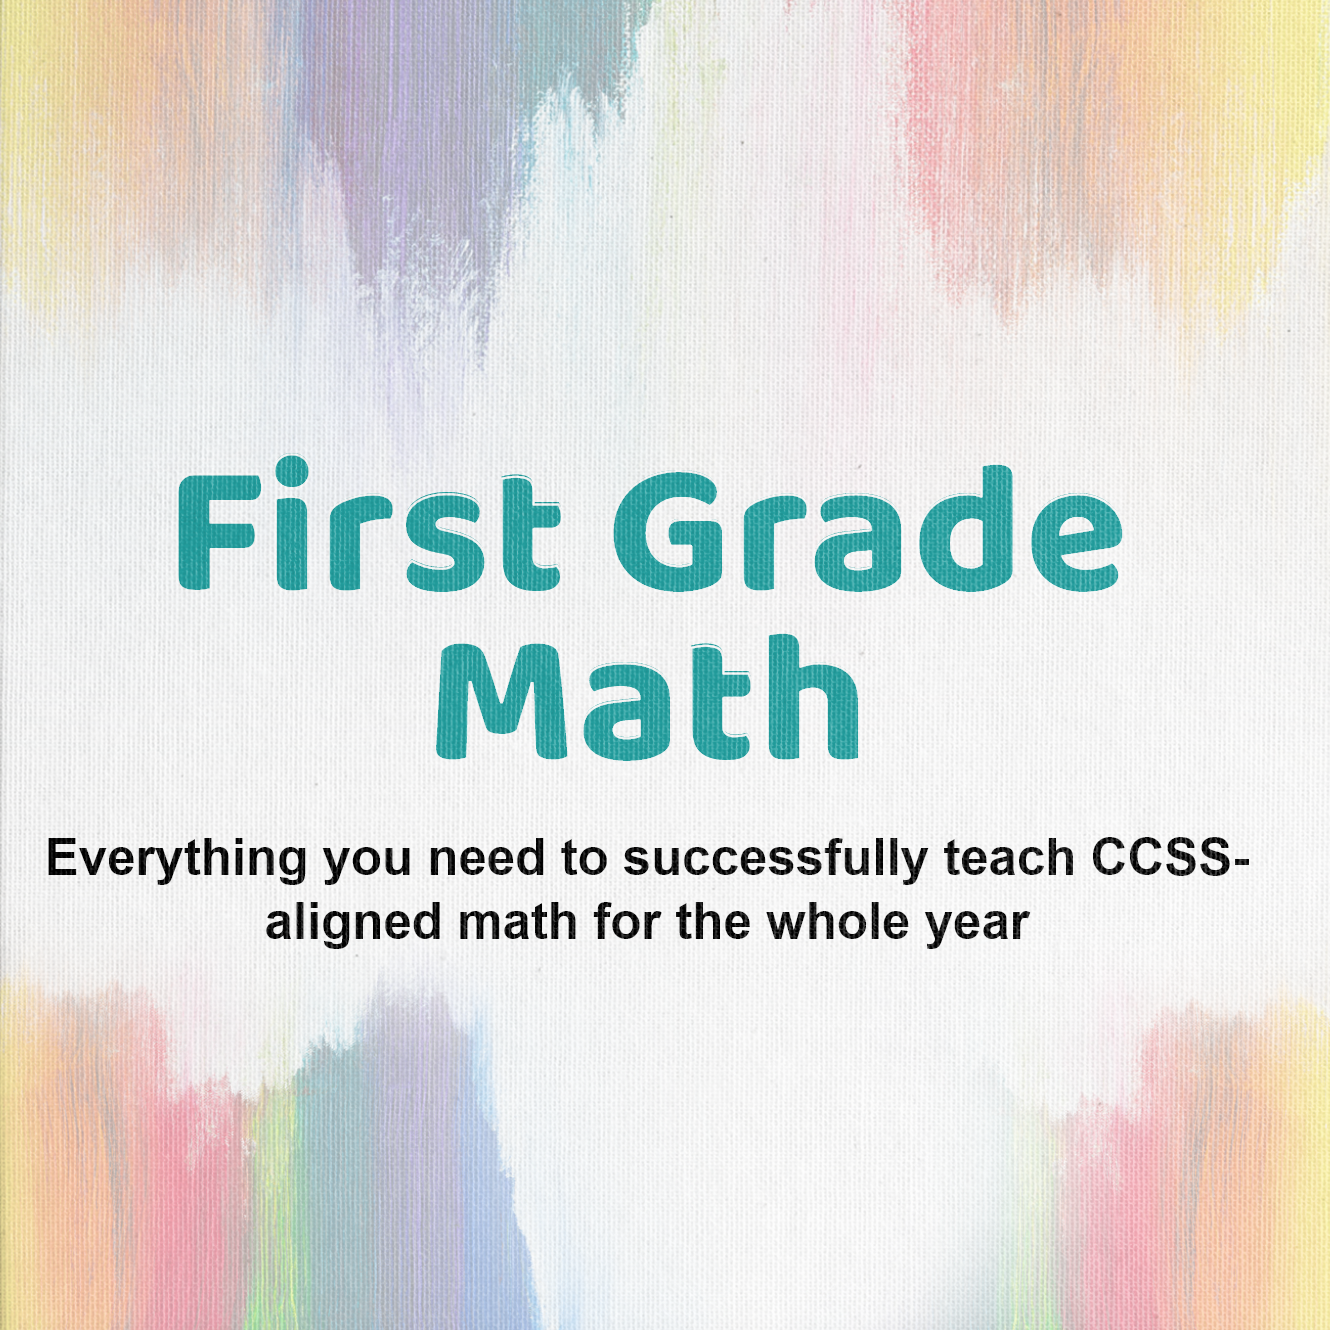 First Grade
Math
Everything you need to successfully teach CCSS-
aligned math for the whole year